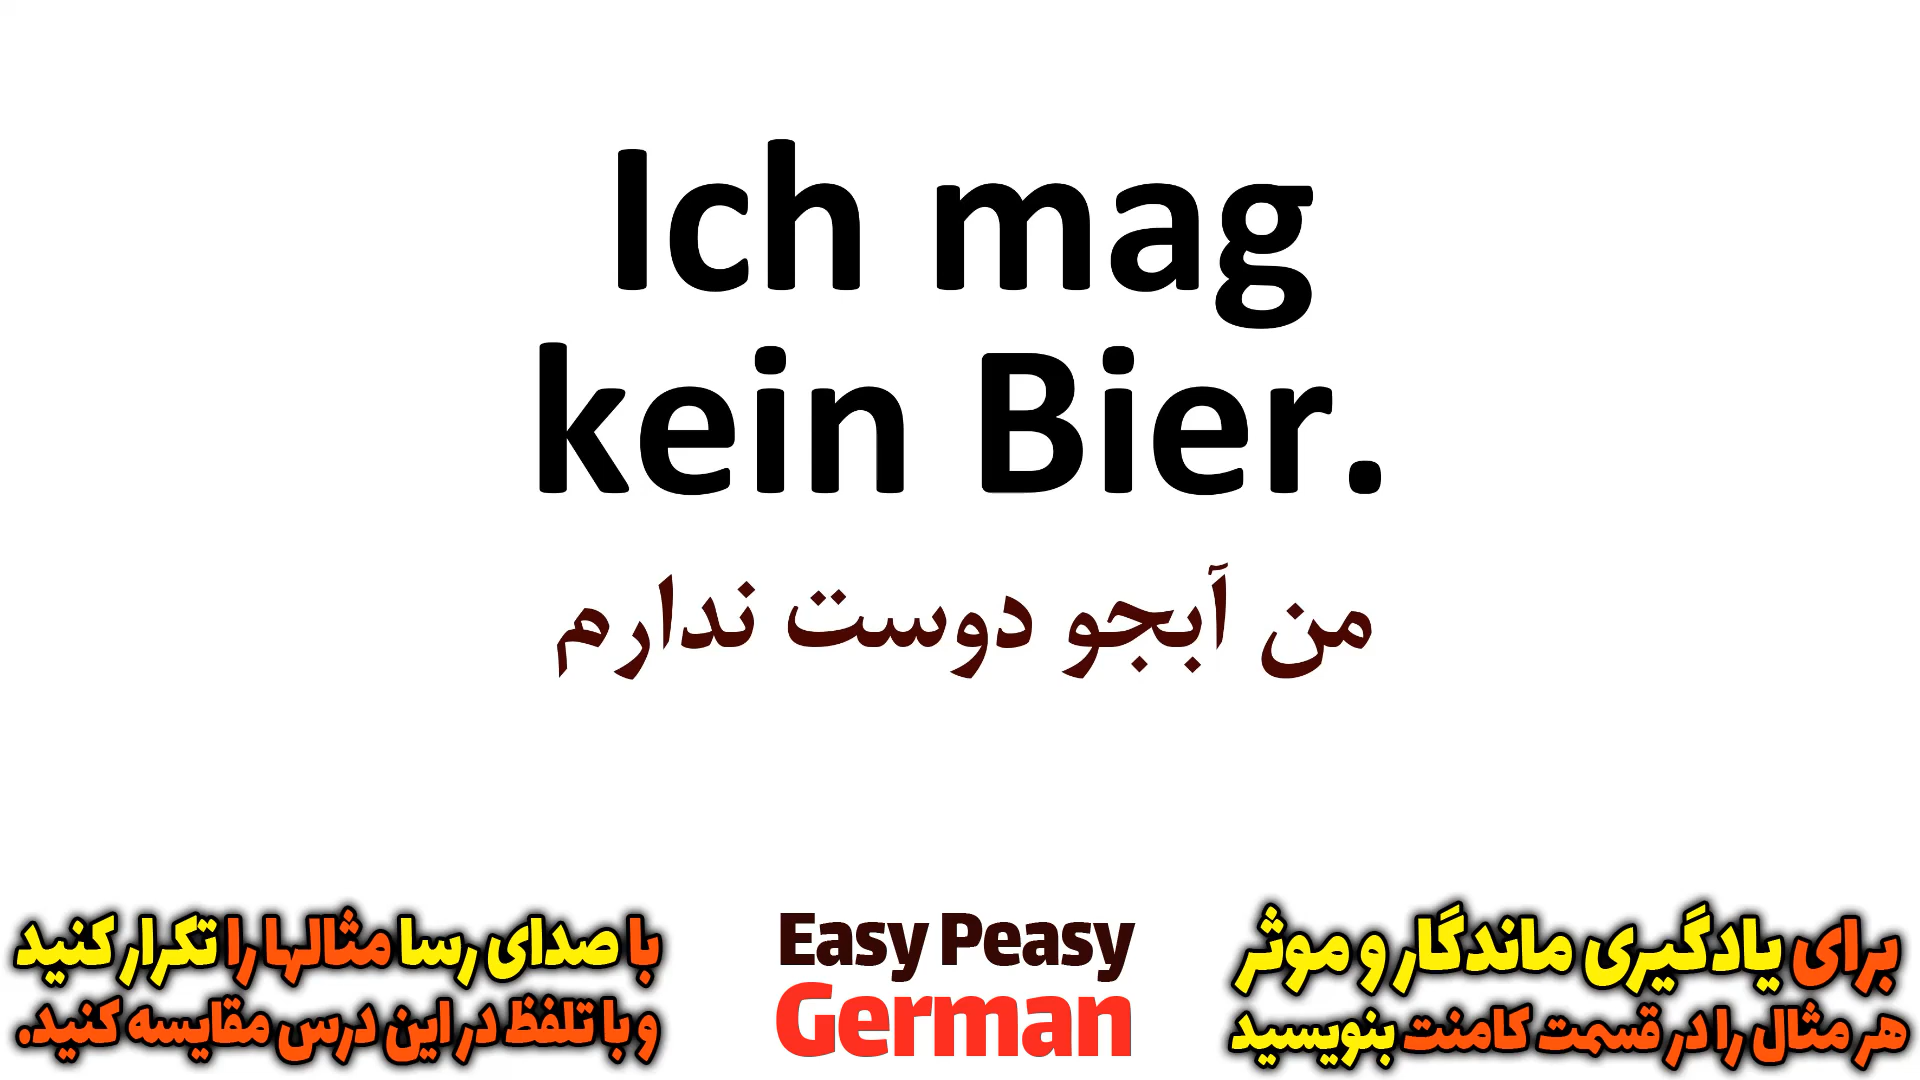 Ich mag
kein Bier.
من آبجو دوست ندارم
با صدای رسا مثالها را تکرار کنید
و با تلفظ در این درس مقایسه کنید.
Easy Peasy
German
برای یادگیری ماندگار و موثر
هر مثال را در قسمت کامنت بنویسید